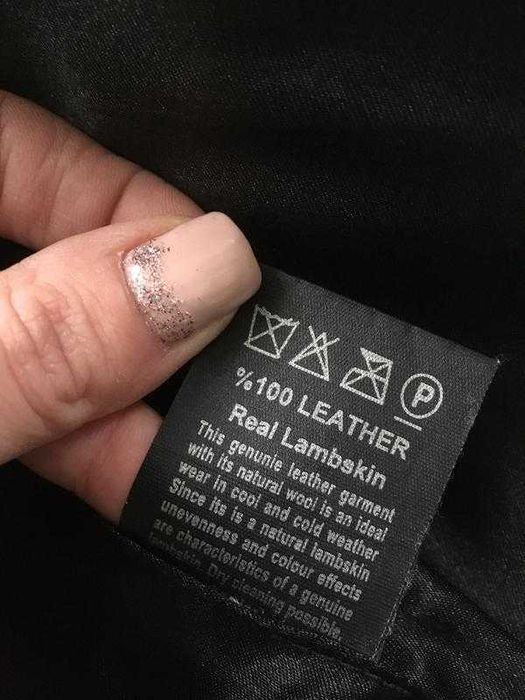 P
%100 LEATHER
Real Lambskin
This genunie leather garment
with its natural wool is an ideal
wear in cool and cold weather
Since its is a natural lambskin
unevenness and colour effects
are characteristics of a genuine
Dry cleaning possible.